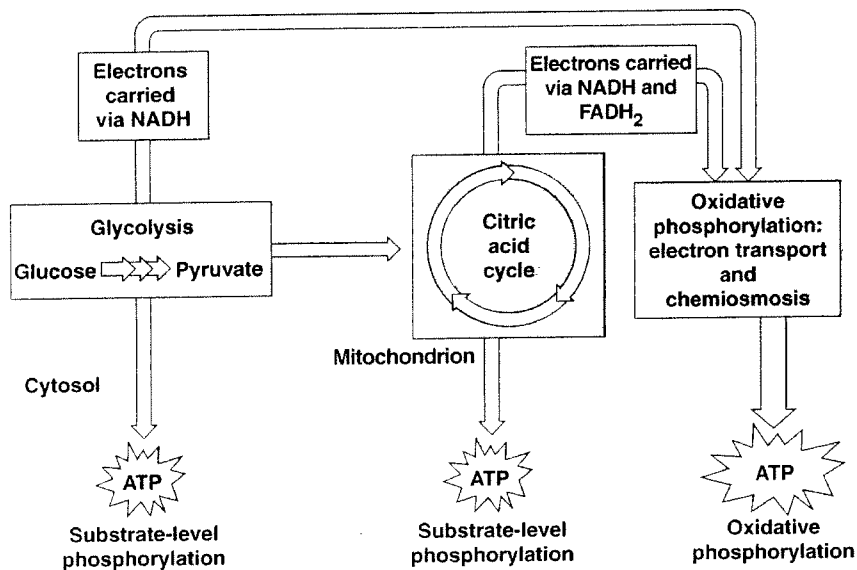 Electrons
carried
via NADH
Electrons carried
via NADH and
FADH₂
Glycolysis
Glucose Pyruvate
Citric
acid
cycle
Oxidative
phosphorylation:
electron transport
and
chemiosmosis
Mitochondrion
Cytosol
ATP
ATP
ATP
Substrate-level
phosphorylation
Substrate-level
phosphorylation
Oxidative
phosphorylation